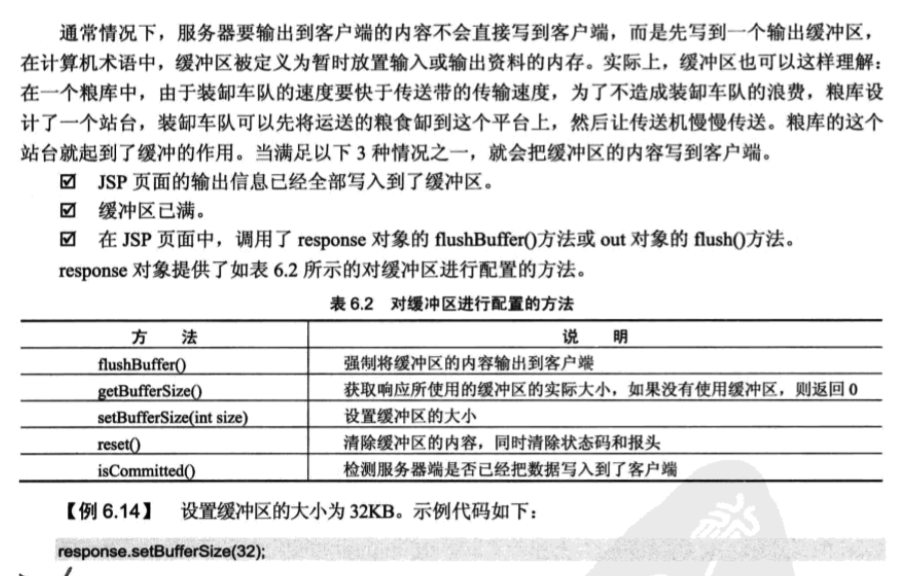 通常情况下，服务器要输出到客户端的内容不会直接写到客户端，而是先写到一个输出缓冲区，
在计算机术语中，缓冲区被定义为暂时放置输入或输出资料的内存。实际上，缓冲区也可以这样理解：
在一个粮库中，由于装卸车队的速度要快于传送带的传输速度，为了不造成装卸车队的浪费，粮库设
计了一个站台，装卸车队可以先将运送的粮食卸到这个平台上，然后让传送机慢慢传送。粮库的这个
站台就起到了缓冲的作用。当满足以下 3 种情况之一，就会把缓冲区的内容写到客户端。
☑ JSP 页面的输出信息已经全部写入到了缓冲区。
☑ 缓冲区已满。
☑ 在 JSP 页面中，调用了 response 对象的 flushBuffer()方法或 out 对象的 flush()方法。
response 对象提供了如表 6.2 所示的对缓冲区进行配置的方法。
表 6.2 对缓冲区进行配置的方法
方 法 说 明
flushBuffer() 强制将缓冲区的内容输出到客户端
getBufferSize() 获取响应所使用的缓冲区的实际大小，如果没有使用缓冲区，则返回 0
setBufferSize(int size) 设置缓冲区的大小
reset() 清除缓冲区的内容，同时清除状态码和报头
isCommitted() 检测服务器端是否已经把数据写入到了客户端
【例 6.14】 设置缓冲区的大小为 32KB。示例代码如下：
response.setBufferSize(32);